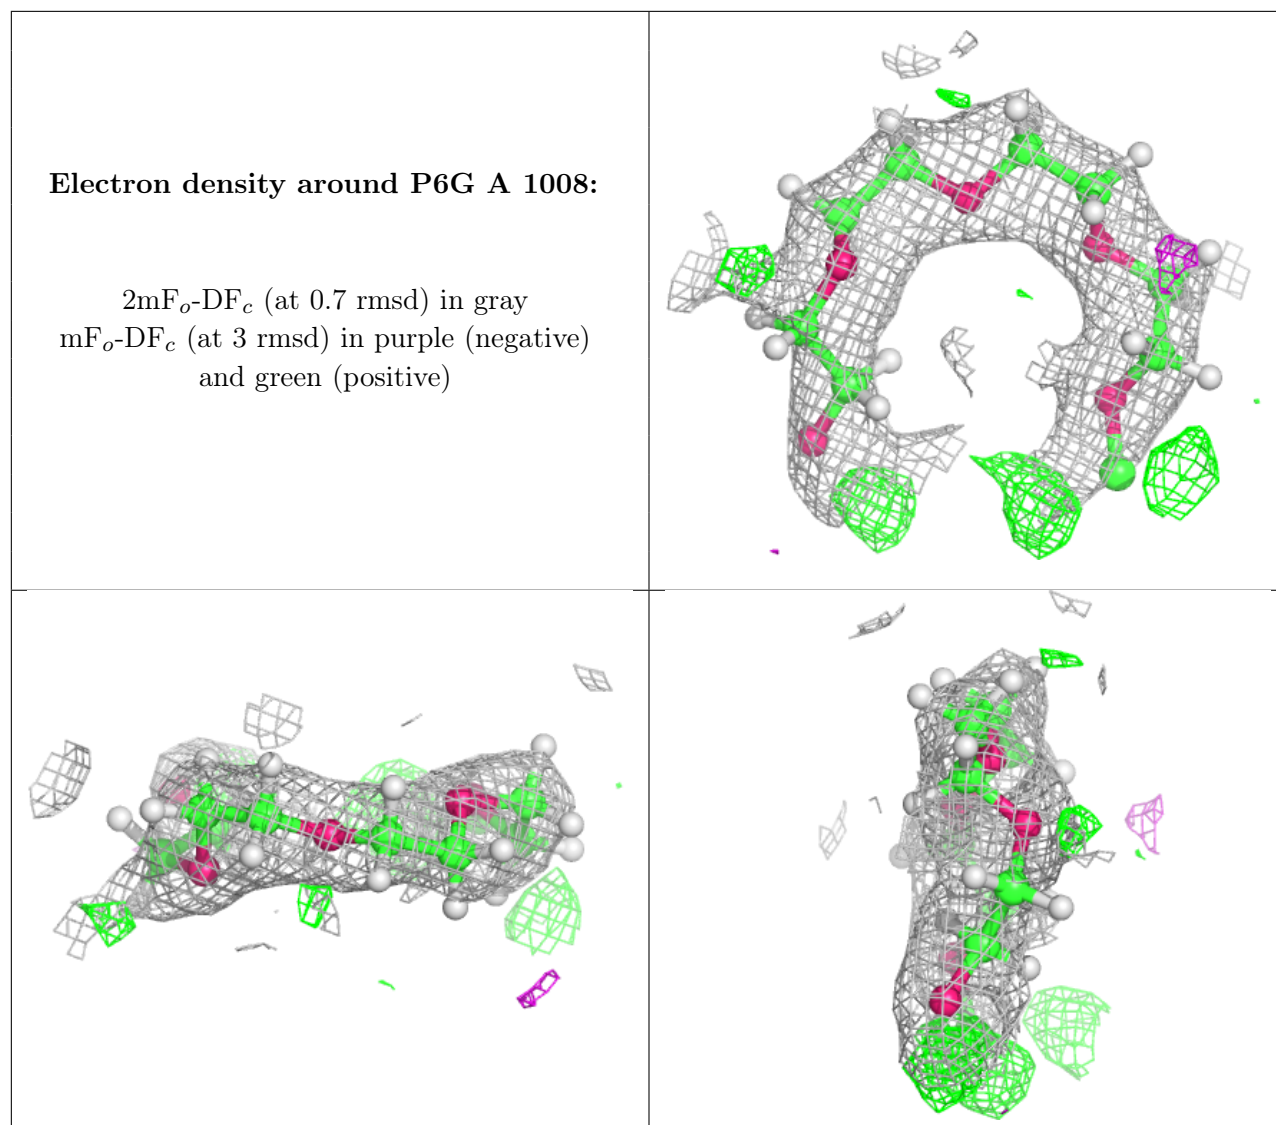 Electron density around P6G A 1008:
2mFo-DFc (at 0.7 rmsd) in gray
mFo-DFc (at 3 rmsd) in purple (negative)
and green (positive)